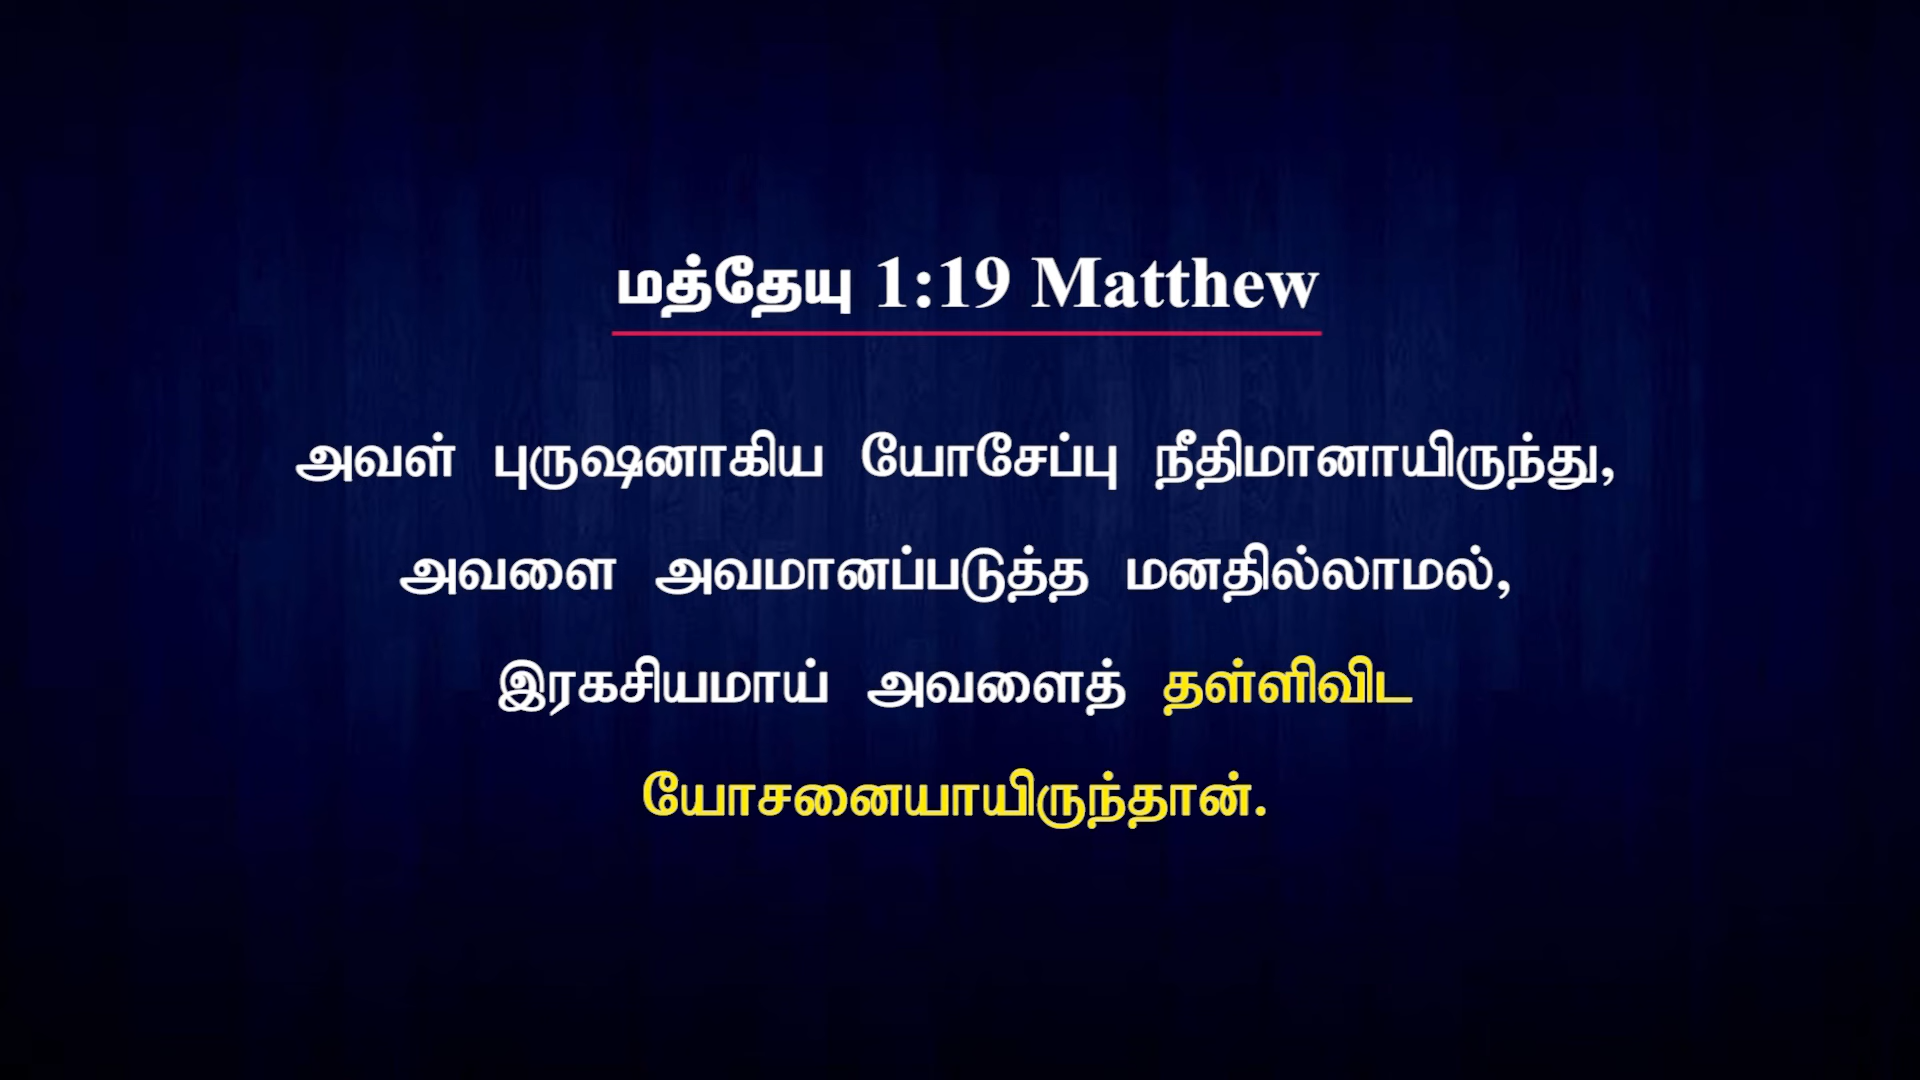 மத்தேயு 1:19 Matthew
அவள் புருஷனாகிய யோசேப்பு நீதிமானாயிருந்து,
அவளை அவமானப்படுத்த மனதில்லாமல்,
இரகசியமாய் அவளைத் தள்ளிவிட
யோசனையாயிருந்தான்.